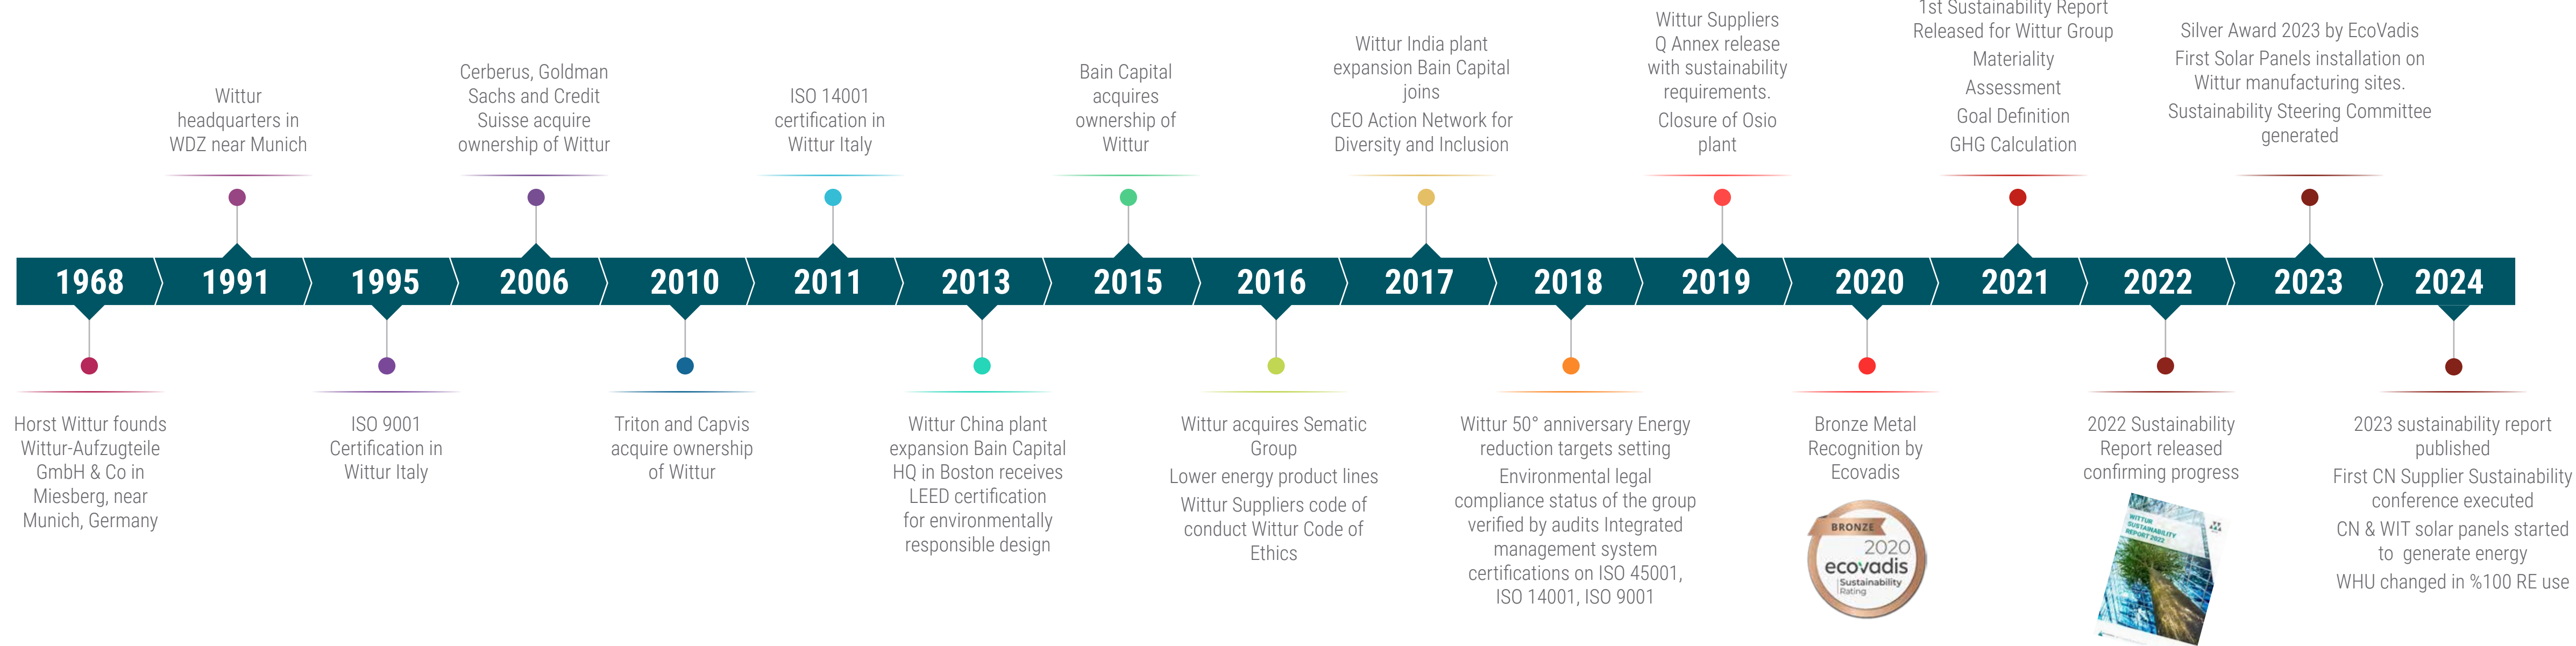 1st Sustainability Report
Released for Wittur Group
Materiality
Assessment
Goal Definition
GHG Calculation
Wittur Suppliers
Q Annex release
with sustainability
requirements.
Closure of Osio
plant
Silver Award 2023 by EcoVadis
First Solar Panels installation on
Wittur manufacturing sites.
Sustainability Steering Committee
generated
Wittur India plant
expansion Bain Capital
joins
CEO Action Network for
Diversity and Inclusion
Cerberus, Goldman
Sachs and Credit
Suisse acquire
ownership of Wittur
Bain Capital
acquires
ownership of
Wittur
Wittur
headquarters in
WDZ near Munich
ISO 14001
certification in
Wittur Italy
1968 1991 1995 2006 2010 2011 2013 2015 2016 2017 2018 2019 2020 2021 2022 2023 2024
Horst Wittur founds
Wittur-Aufzugteile
GmbH & Co in
Miesberg, near
Munich, Germany
ISO 9001
Certification in
Wittur Italy
Triton and Capvis
acquire ownership
of Wittur
Wittur China plant
expansion Bain Capital
HQ in Boston receives
LEED certification
for environmentally
responsible design
Wittur acquires Sematic
Group
Lower energy product lines
Wittur Suppliers code of
conduct Wittur Code of
Ethics
Wittur 50° anniversary Energy
reduction targets setting
Environmental legal
compliance status of the group
verified by audits Integrated
management system
certifications on ISO 45001,
ISO 14001, ISO 9001
Bronze Metal
Recognition by
Ecovadis
BRONZE
2020
ecovadis
Sustainability
Rating
2022 Sustainability
Report released
confirming progress
WITTUR
SUSTAINABILITY
REPORT 2022
2023 sustainability report
published
First CN Supplier Sustainability
conference executed
CN & WIT solar panels started
to generate energy
WHU changed in %100 RE use